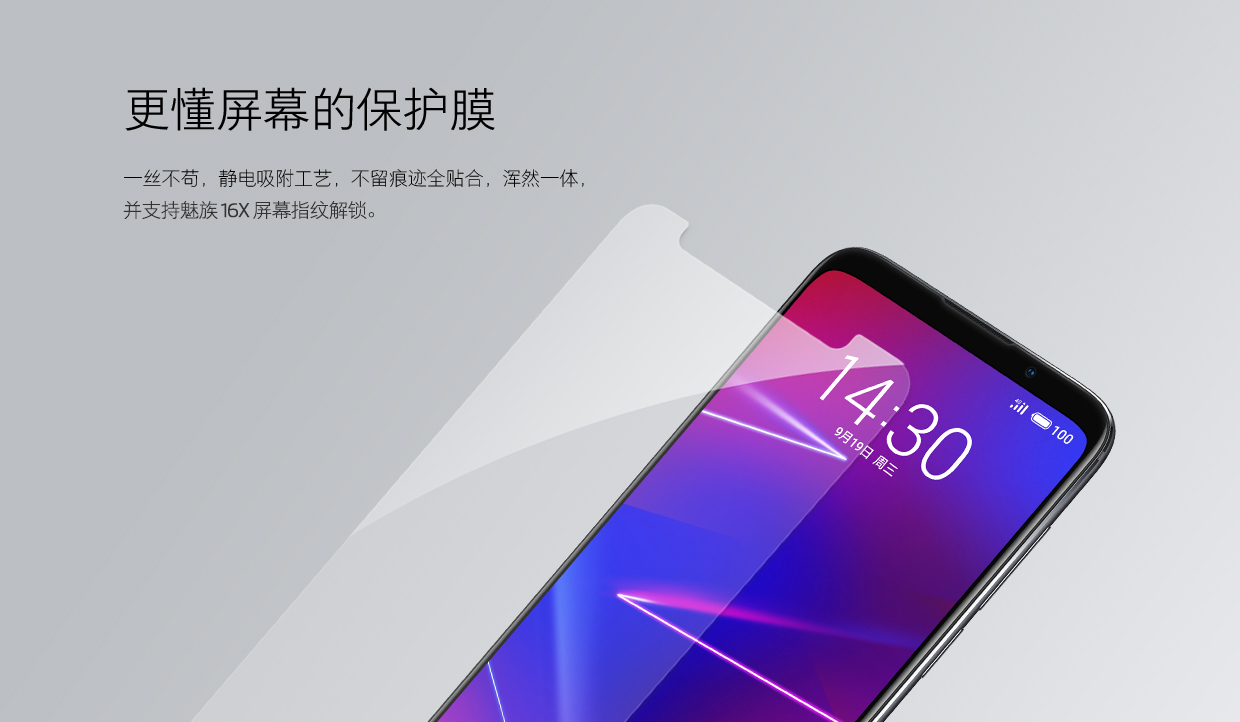 更懂屏幕的保护膜
一丝不苟，静电吸附工艺，不留痕迹全贴合，浑然一体，
并支持魅族 16X 屏幕指纹解锁。
14:30
9月19日 周三
100